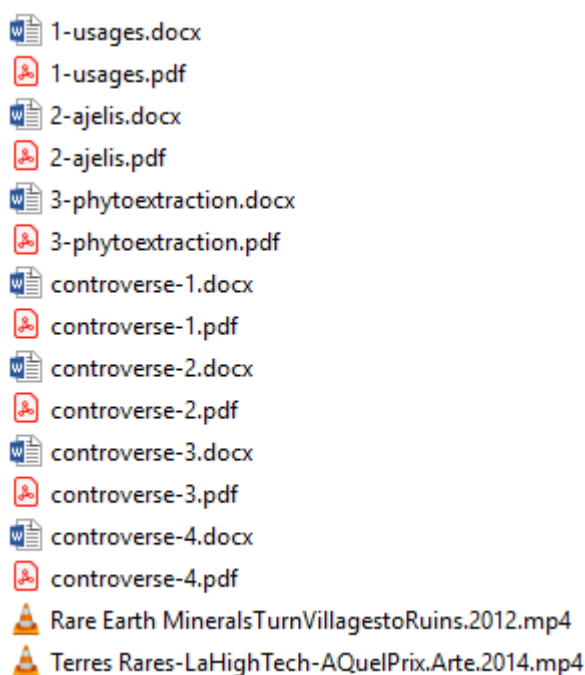 1-usages.docx
1-usages.pdf
2-ajelis.docx
2-ajelis.pdf
3-phytoextraction.docx
3-phytoextraction.pdf
controverse-1.docx
controverse-1.pdf
controverse-2.docx
controverse-2.pdf
controverse-3.docx
controverse-3.pdf
controverse-4.docx
controverse-4.pdf
Rare Earth MineralsTurnVillagestoRuins.2012.mp4
Terres Rares-LaHighTech-AQuelPrix.Arte.2014.mp4